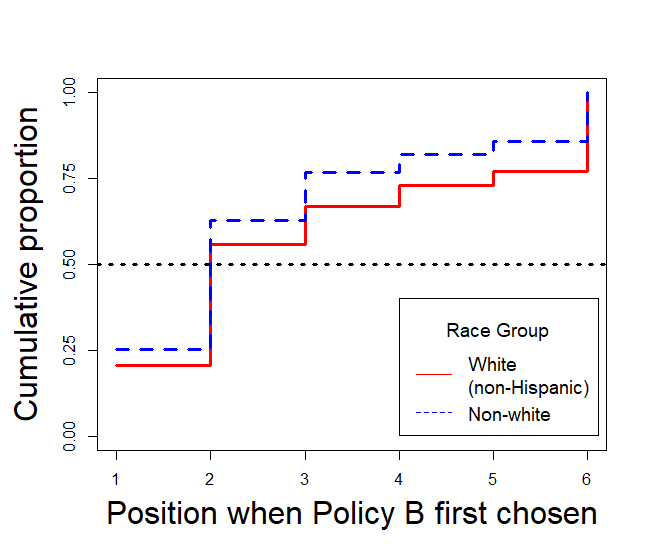 Cumulative proportion
1.00
0.75
0.50
0.25
0.00
Race Group
White
(non-Hispanic)
Non-white
1 2 3 4 5 6
Position when Policy B first chosen